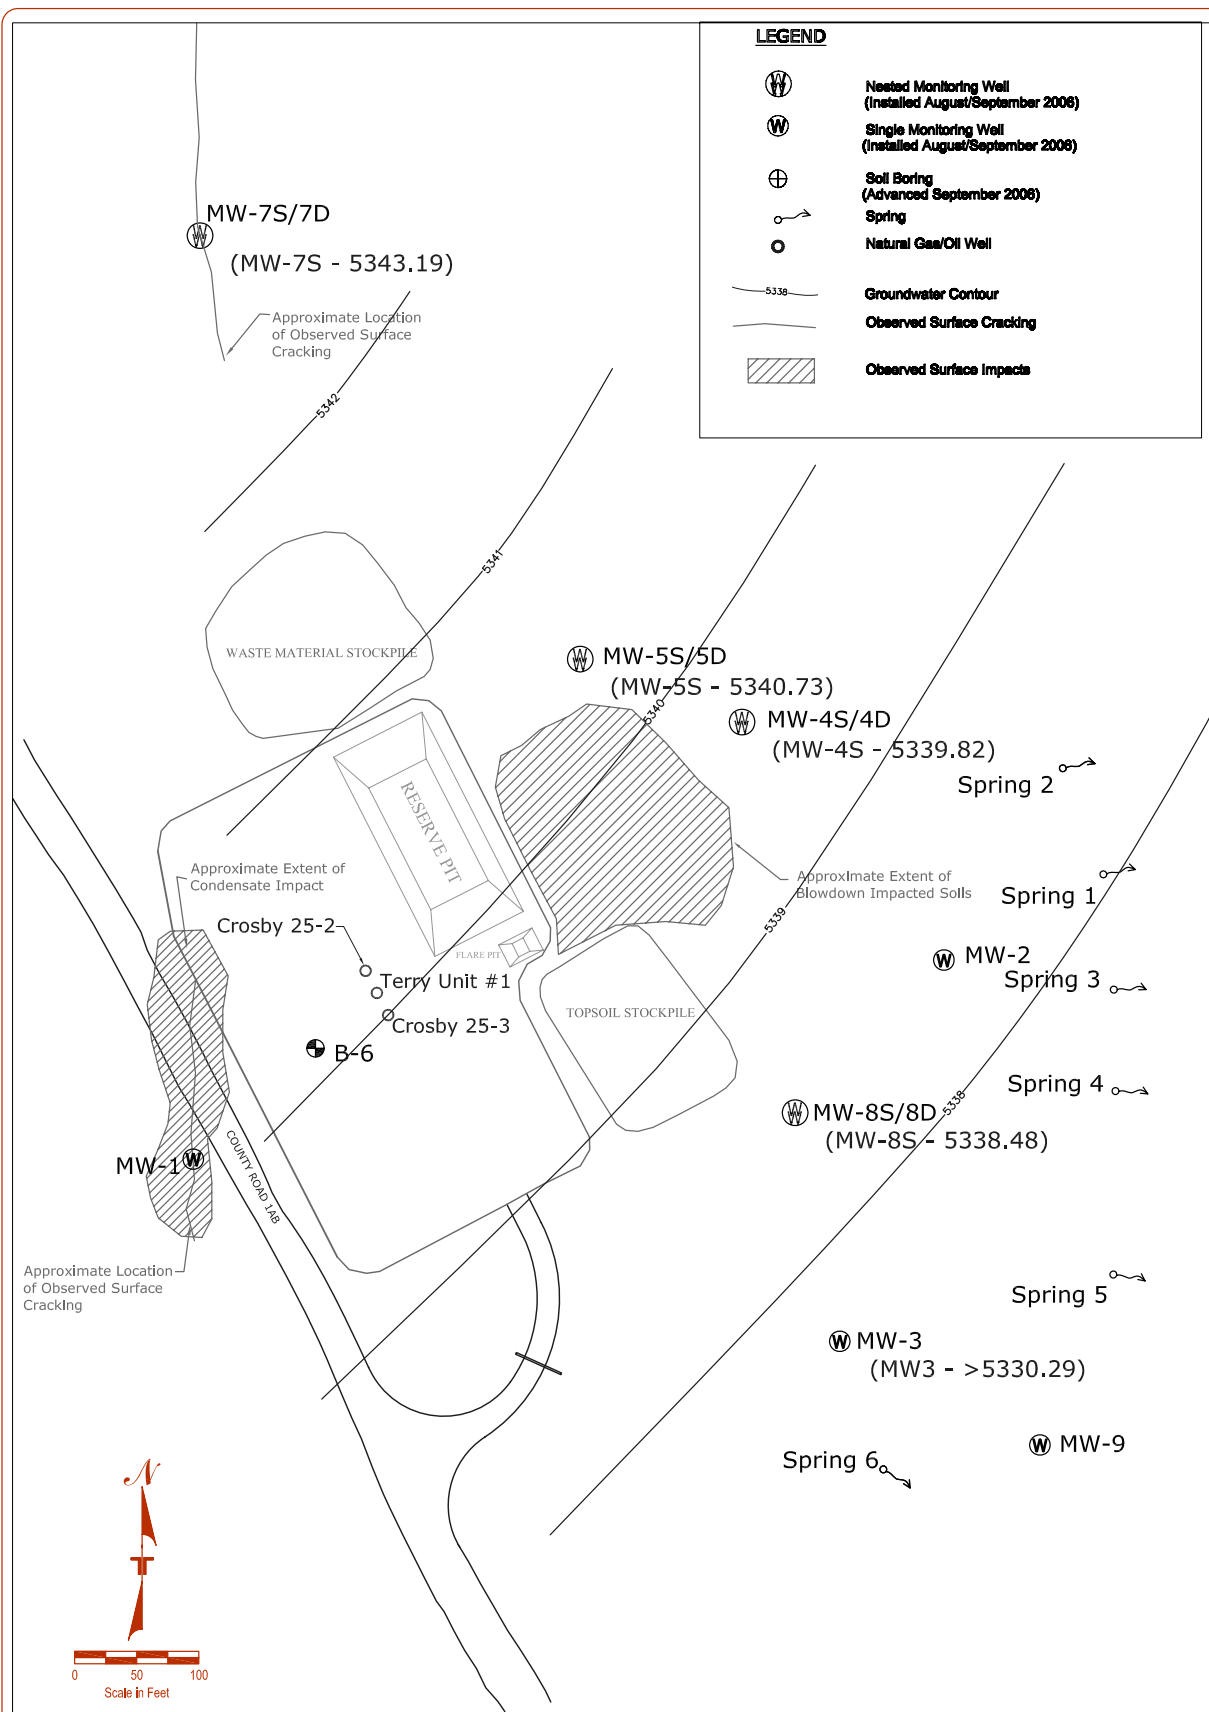 LEGEND
Nested Monitoring Well
(Installed August/September 2006)
Single Monitoring Well
(Installed August/September 2006)
Soil Boring
(Advanced September 2006)
Spring
Natural Gas/Oil Well
5338
Groundwater Contour
Observed Surface Cracking
Observed Surface Impacts
MW-7S/7D
(MW-7S - 5343.19)
Approximate Location
of Observed Surface
Cracking
5342
5341
WASTE MATERIAL STOCKPILE
MW-5S/5D
(MW-5S - 5340.73)
5340
MW-4S/4D
(MW-4S - 5339.82)
Spring 2
RESERVE PIT
Approximate Extent of
Condensate Impact
Approximate Extent of
Blowdown Impacted Soils
Spring 1
5339
Crosby 25-2
FLARE PIT
MW-2
Terry Unit #1
Spring 3
TOPSOIL STOCKPILE
Crosby 25-3
B-6
Spring 4
5338
MW-8S/8D
(MW-8S - 5338.48)
MW-1
COUNTY ROAD 1AB
Approximate Location
of Observed Surface
Cracking
Spring 5
MW-3
(MW3 - >5330.29)
MW-9
Spring 6
N
T
0 50 100
Scale in Feet